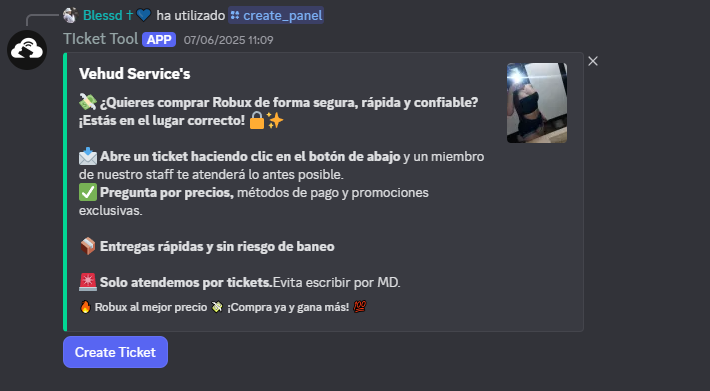 Blessd † 💙 ha utilizado create_panel
TIcket Tool APP 07/06/2025 11:09
Vehud Service's
💸 ¿Quieres comprar Robux de forma segura, rápida y confiable?
¡Estás en el lugar correcto! 🔒✨
📩 Abre un ticket haciendo clic en el botón de abajo y un miembro
de nuestro staff te atenderá lo antes posible.
✅ Pregunta por precios, métodos de pago y promociones
exclusivas.
📦 Entregas rápidas y sin riesgo de baneo
🚨 Solo atendemos por tickets.Evita escribir por MD.
🔥 Robux al mejor precio 💸 ¡Compra ya y gana más! 💯
Create Ticket